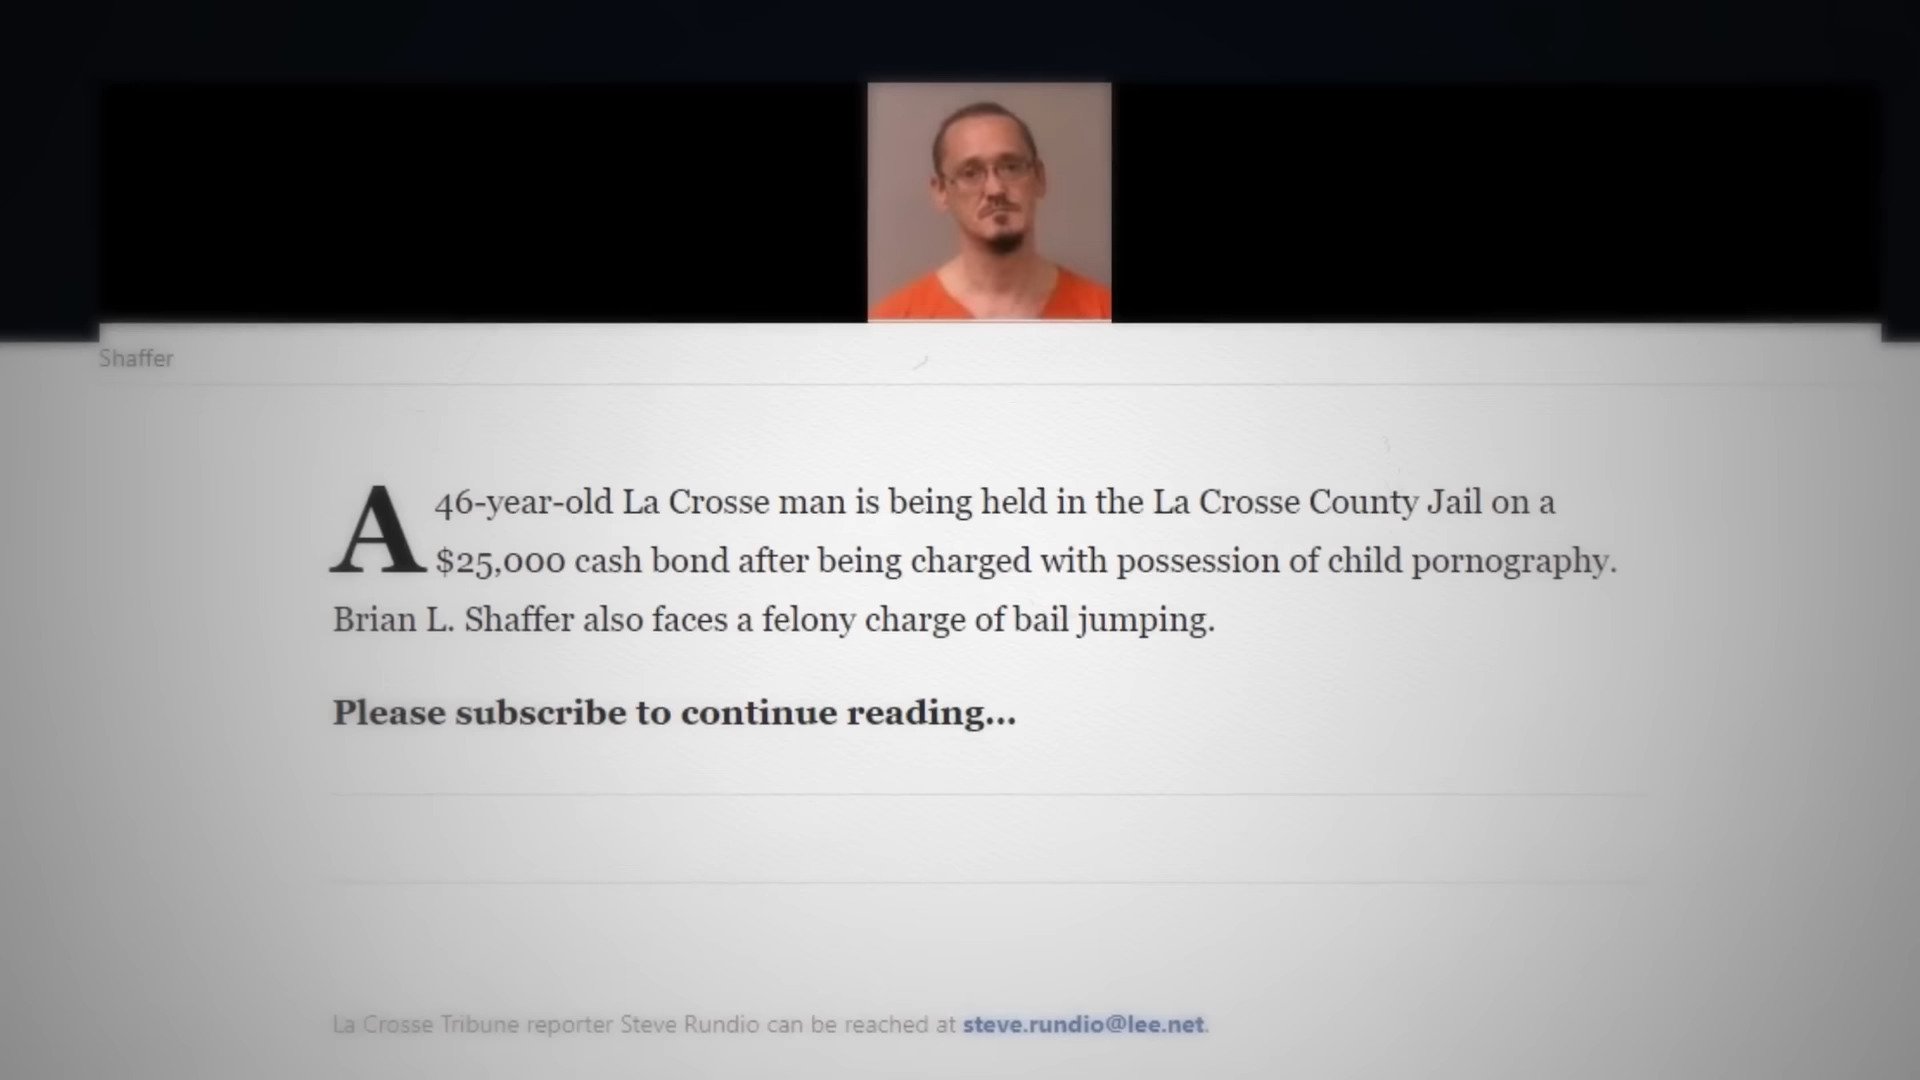 Shaffer
A 46-year-old La Crosse man is being held in the La Crosse County Jail on a
$25,000 cash bond after being charged with possession of child pornography.
Brian L. Shaffer also faces a felony charge of bail jumping.
Please subscribe to continue reading...
La Crosse Tribune reporter Steve Rundio can be reached at steve.rundio@lee.net.